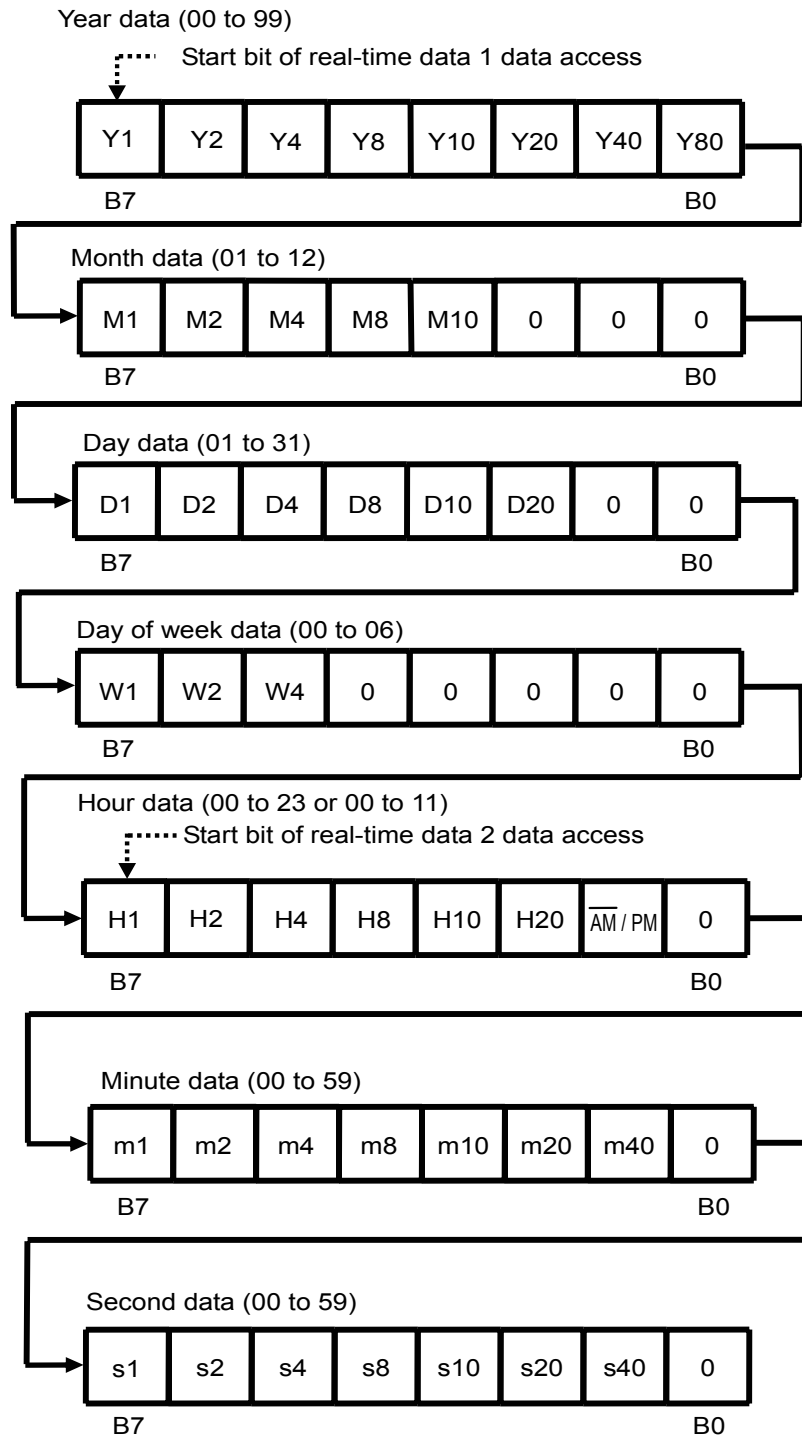 Year data (00 to 99)
Start bit of real-time data 1 data access
Y1 Y2 Y4 Y8 Y10 Y20 Y40 Y80
B7 B0
Month data (01 to 12)
M1 M2 M4 M8 M10 0 0 0
B7 B0
Day data (01 to 31)
D1 D2 D4 D8 D10 D20 0 0
B7 B0
Day of week data (00 to 06)
W1 W2 W4 0 0 0 0 0
B7 B0
Hour data (00 to 23 or 00 to 11)
Start bit of real-time data 2 data access
H1 H2 H4 H8 H10 H20 A̅M̅ / PM 0
B7 B0
Minute data (00 to 59)
m1 m2 m4 m8 m10 m20 m40 0
B7 B0
Second data (00 to 59)
s1 s2 s4 s8 s10 s20 s40 0
B7 B0